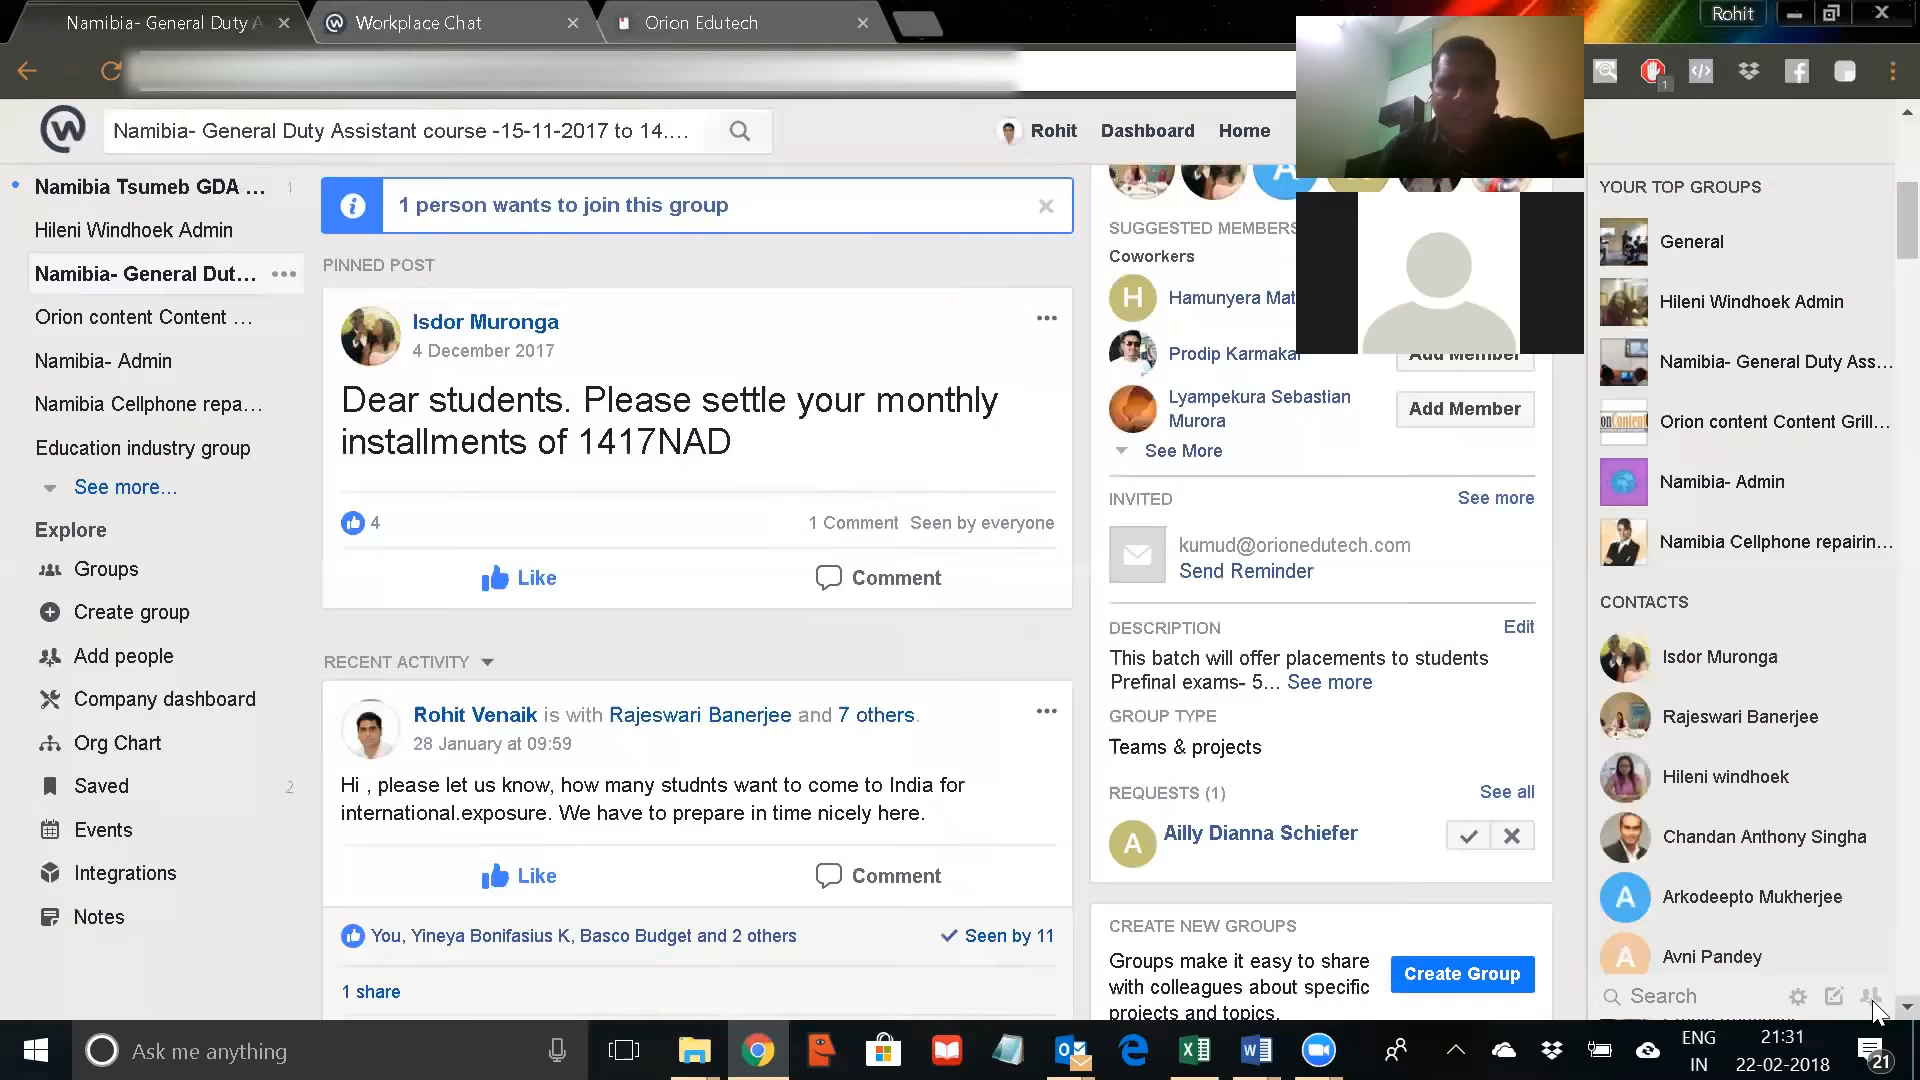 Namibia- General Duty A
Workplace Chat
Orion Edutech
Rohit
1
Namibia- General Duty Assistant course -15-11-2017 to 14....
Rohit
Dashboard
Home
Namibia Tsumeb GDA ...
1
Hileni Windhoek Admin
Namibia- General Dut...
Orion content Content ...
Namibia- Admin
Namibia Cellphone repa...
Education industry group
See more...
Explore
Groups
Create group
Add people
Company dashboard
Org Chart
Saved
2
Events
Integrations
Notes
1 person wants to join this group
PINNED POST
Isdor Muronga
4 December 2017
Dear students. Please settle your monthly
installments of 1417NAD
4
1 Comment Seen by everyone
Like
Comment
RECENT ACTIVITY
Rohit Venaik is with Rajeswari Banerjee and 7 others.
28 January at 09:59
Hi , please let us know, how many studnts want to come to India for
international.exposure. We have to prepare in time nicely here.
Like
Comment
You, Yineya Bonifasius K, Basco Budget and 2 others
Seen by 11
1 share
A
SUGGESTED MEMBERS
Coworkers
H
Hamunyera Mat
Prodip Karmakar
Add Member
Lyampekura Sebastian
Murora
Add Member
See More
INVITED
See more
kumud@orionedutech.com
Send Reminder
DESCRIPTION
Edit
This batch will offer placements to students
Prefinal exams- 5... See more
GROUP TYPE
Teams & projects
REQUESTS (1)
See all
A
Ailly Dianna Schiefer
CREATE NEW GROUPS
Groups make it easy to share
with colleagues about specific
projects and topics.
Create Group
YOUR TOP GROUPS
General
Hileni Windhoek Admin
Namibia- General Duty Ass...
Orion content Content Grill...
Namibia- Admin
Namibia Cellphone repairin...
CONTACTS
Isdor Muronga
Rajeswari Banerjee
Hileni windhoek
Chandan Anthony Singha
A
Arkodeepto Mukherjee
A
Avni Pandey
Search
Ask me anything
ENG
IN
21:31
22-02-2018
21